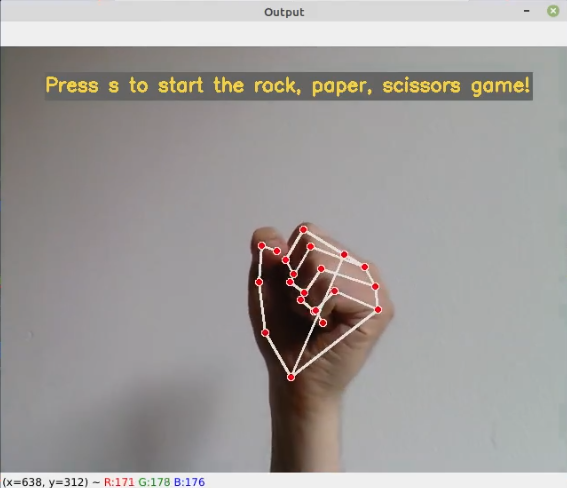 Output
Press s to start the rock, paper, scissors game!
(x=638, y=312) ~ R:171 G:178 B:176